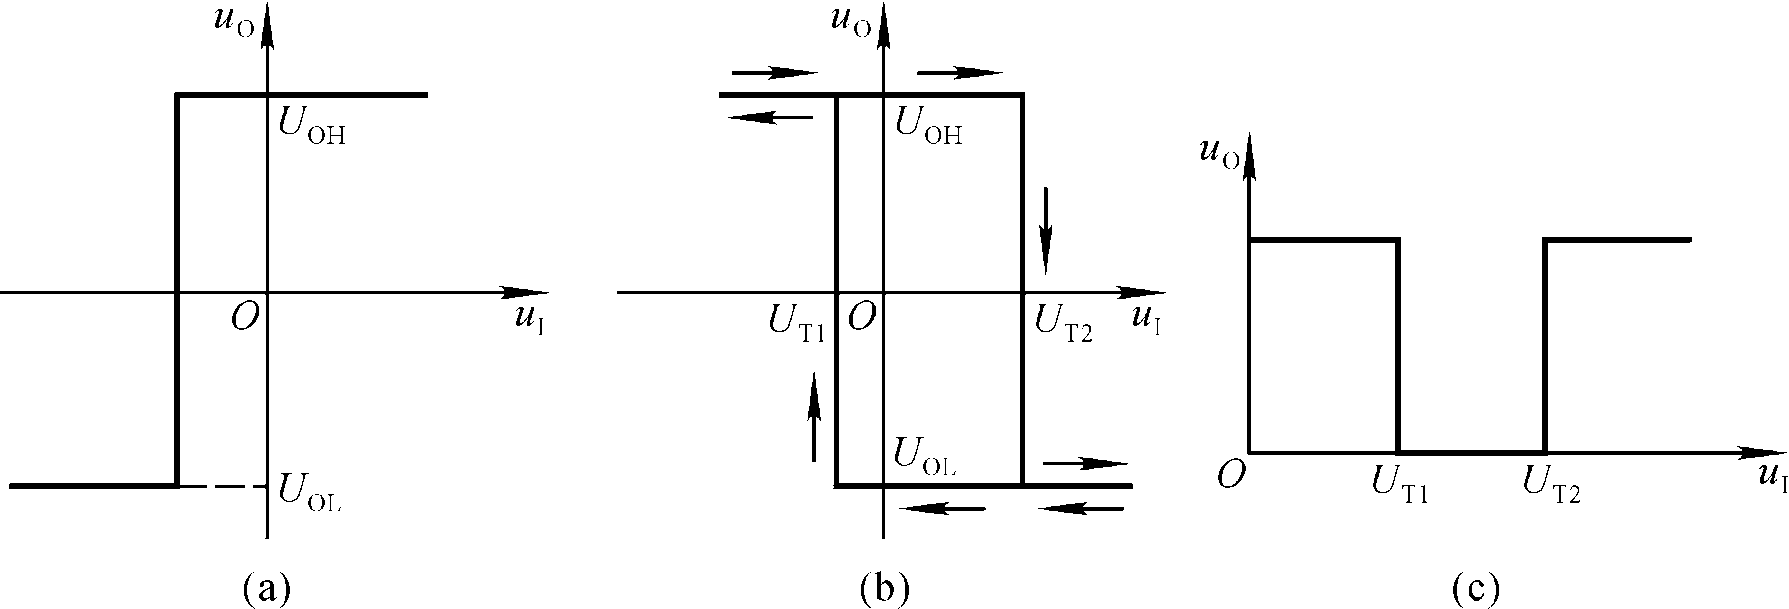 u_O
U_OH
O
u_I
U_OL
(a)
u_O
U_OH
U_T1
O
U_T2
u_I
U_OL
(b)
u_O
O
U_T1
U_T2
u_I
(c)